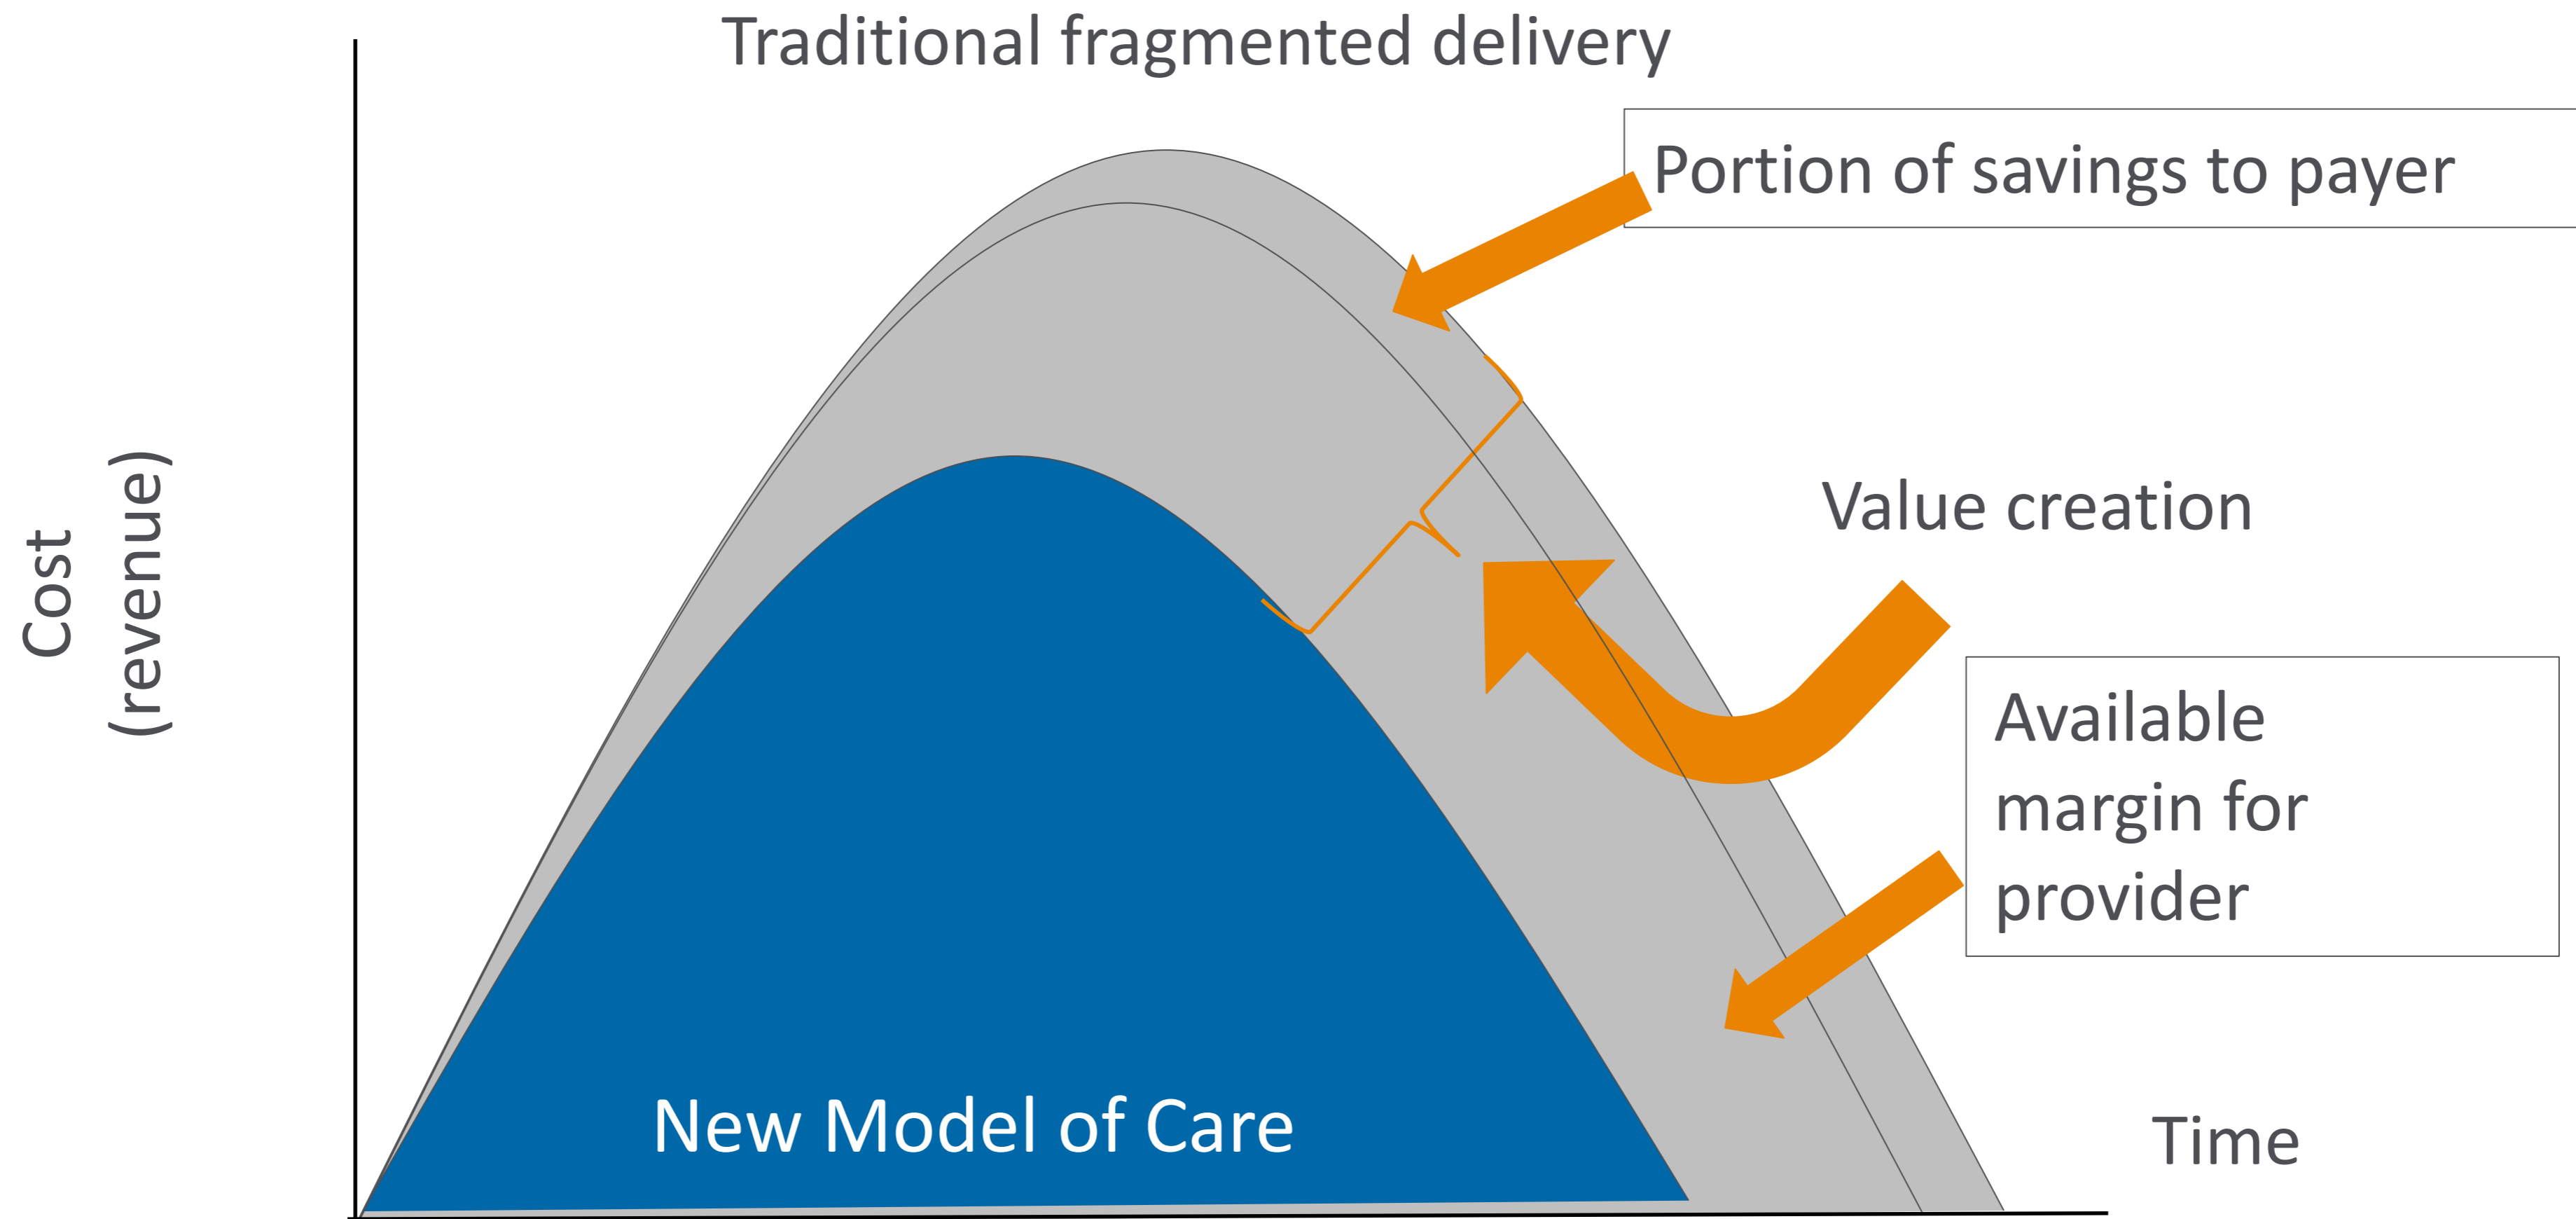 Traditional fragmented delivery
Portion of savings to payer
Cost
(revenue)
Value creation
Available
margin for
provider
New Model of Care
Time